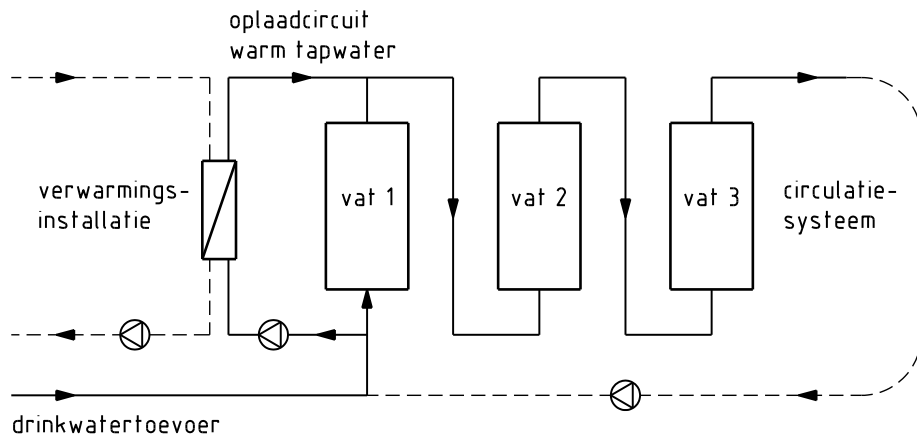 oplaadcircuit
warm tapwater
verwarmings-
installatie
vat 1
vat 2
vat 3
circulatie-
systeem
drinkwatertoevoer